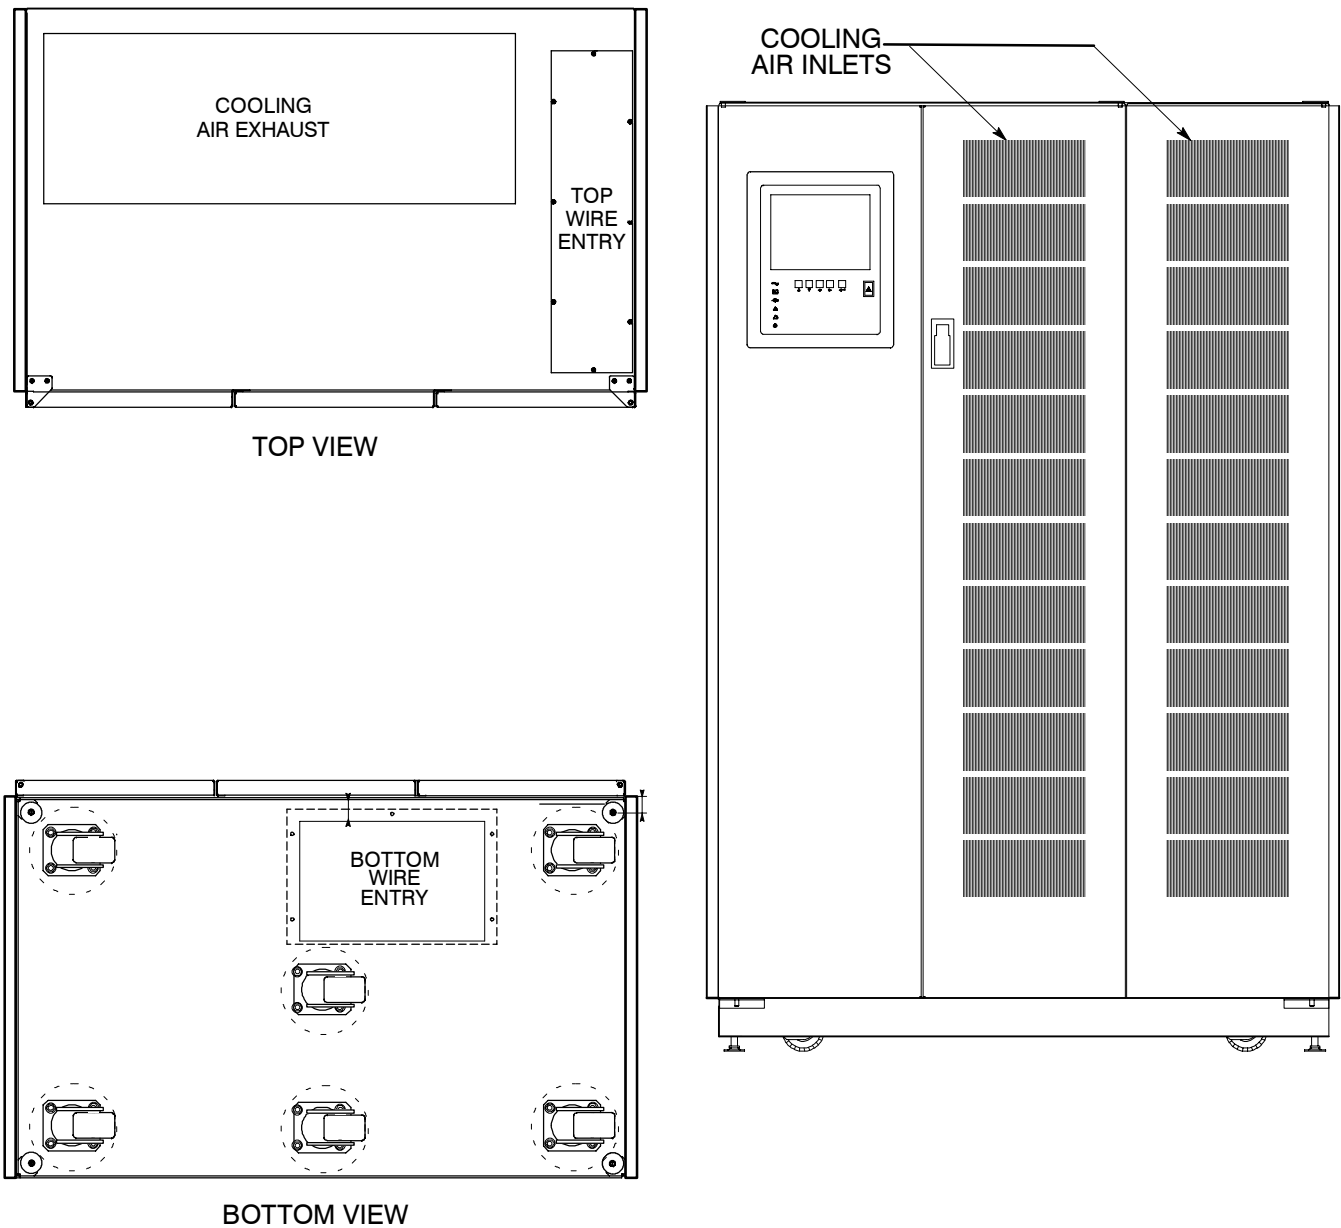 COOLING
AIR EXHAUST
TOP
WIRE
ENTRY
TOP VIEW
COOLING
AIR INLETS
BOTTOM
WIRE
ENTRY
BOTTOM VIEW